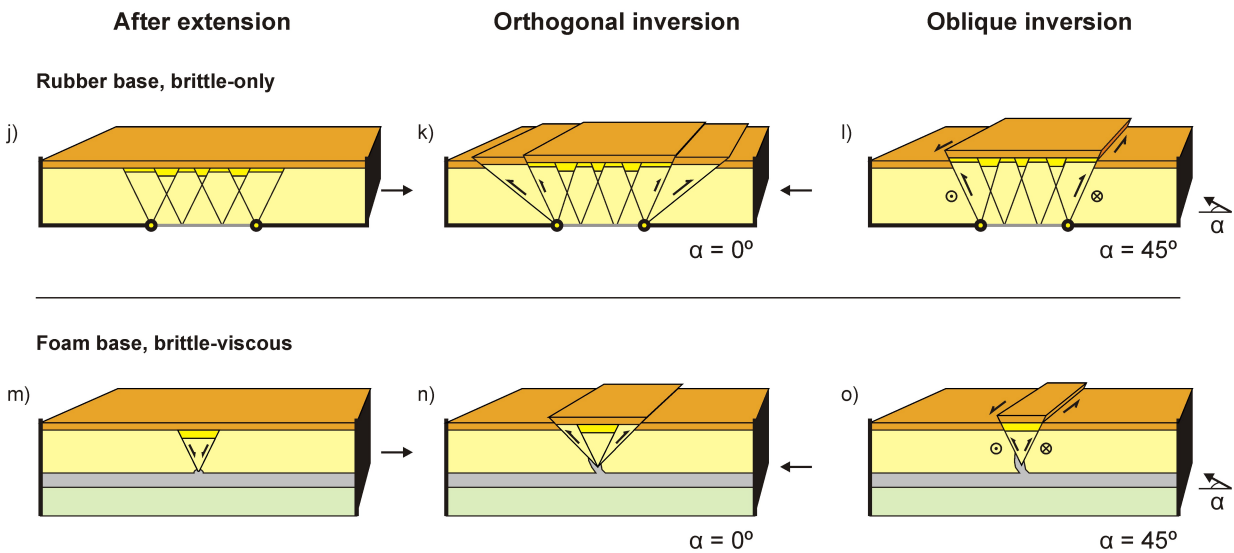 After extension
Orthogonal inversion
Oblique inversion
Rubber base, brittle-only
j)
k)
l)
α
α = 0º
α = 45º
Foam base, brittle-viscous
m)
n)
o)
α
α = 0º
α = 45º